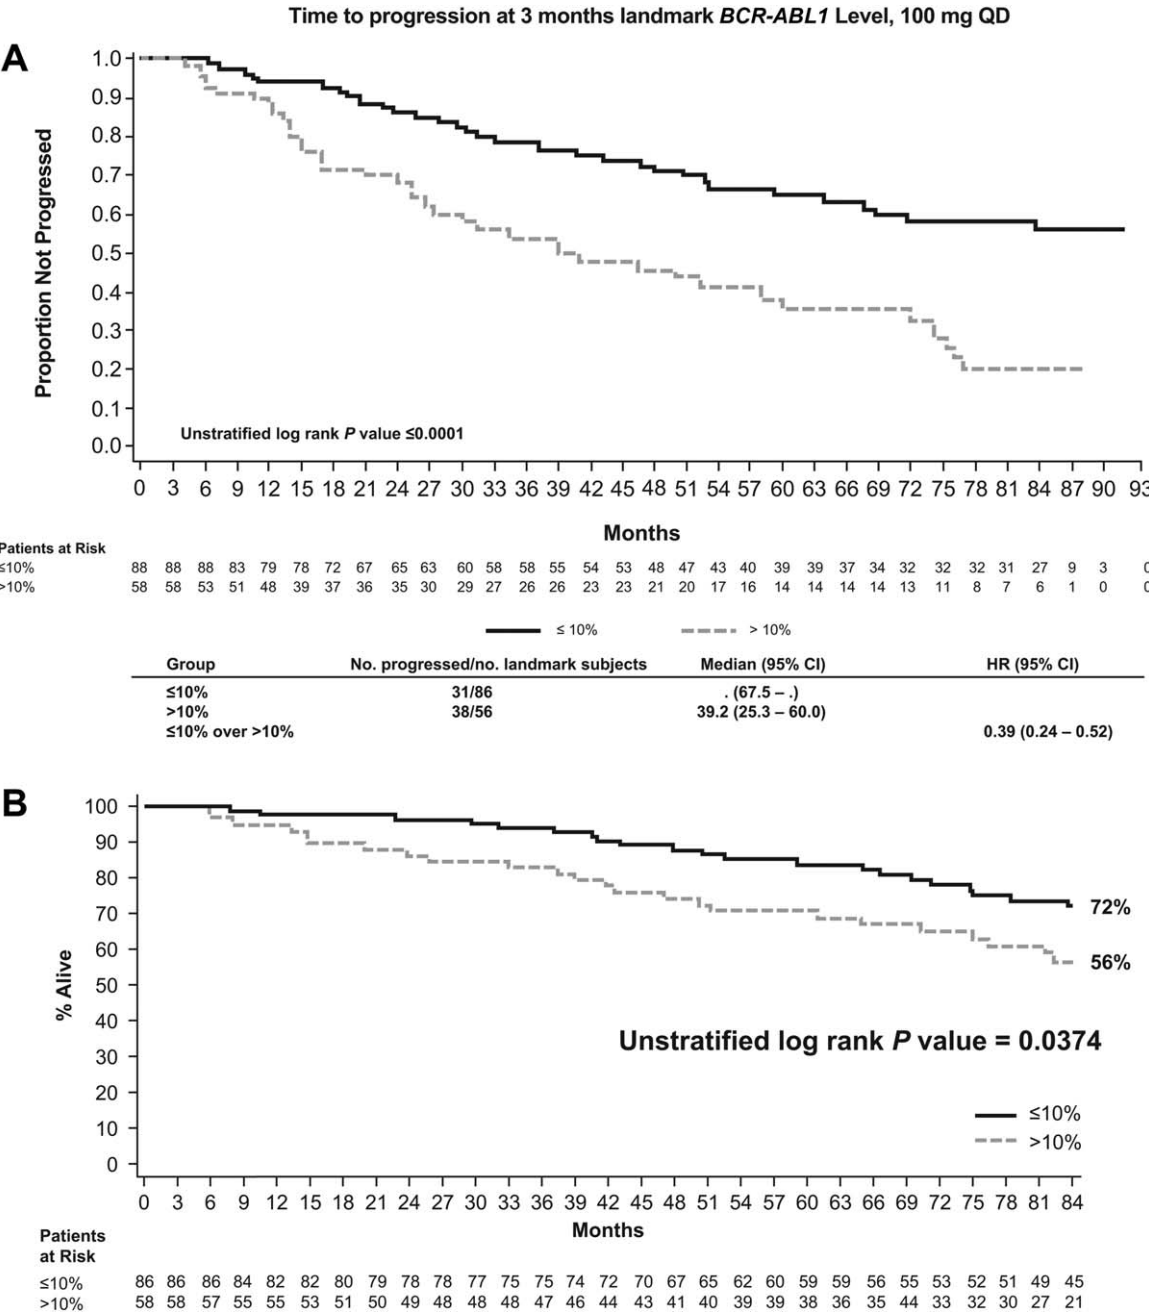 Time to progression at 3 months landmark BCR-ABL1 Level, 100 mg QD
A
Proportion Not Progressed
1.0
0.9
0.8
0.7
0.6
0.5
0.4
0.3
0.2
0.1
0.0
Unstratified log rank P value ≤0.0001
0 3 6 9 12 15 18 21 24 27 30 33 36 39 42 45 48 51 54 57 60 63 66 69 72 75 78 81 84 87 90 93
Months
Patients at Risk
≤10% 88 88 88 83 79 78 72 67 65 63 60 58 58 55 54 53 48 47 43 40 39 39 37 34 32 32 32 31 27 9 3 0
>10% 58 58 53 51 48 39 37 36 35 30 29 27 26 26 23 23 21 20 17 16 14 14 14 14 13 11 8 7 6 1 0 0
≤ 10% > 10%
Group No. progressed/no. landmark subjects Median (95% CI) HR (95% CI)
≤10% 31/86 . (67.5 – .)
>10% 38/56 39.2 (25.3 – 60.0)
≤10% over >10% 0.39 (0.24 – 0.52)
B
% Alive
100
90
80
70
60
50
40
30
20
10
0
72%
56%
Unstratified log rank P value = 0.0374
≤10%
>10%
0 3 6 9 12 15 18 21 24 27 30 33 36 39 42 45 48 51 54 57 60 63 66 69 72 75 78 81 84
Months
Patients
at Risk
≤10% 86 86 86 84 82 82 80 79 78 78 77 75 75 74 72 70 67 65 62 60 59 59 56 55 53 52 51 49 45
>10% 58 58 57 55 55 53 51 50 49 48 48 48 47 46 44 43 41 40 39 39 38 36 35 44 33 32 30 27 21